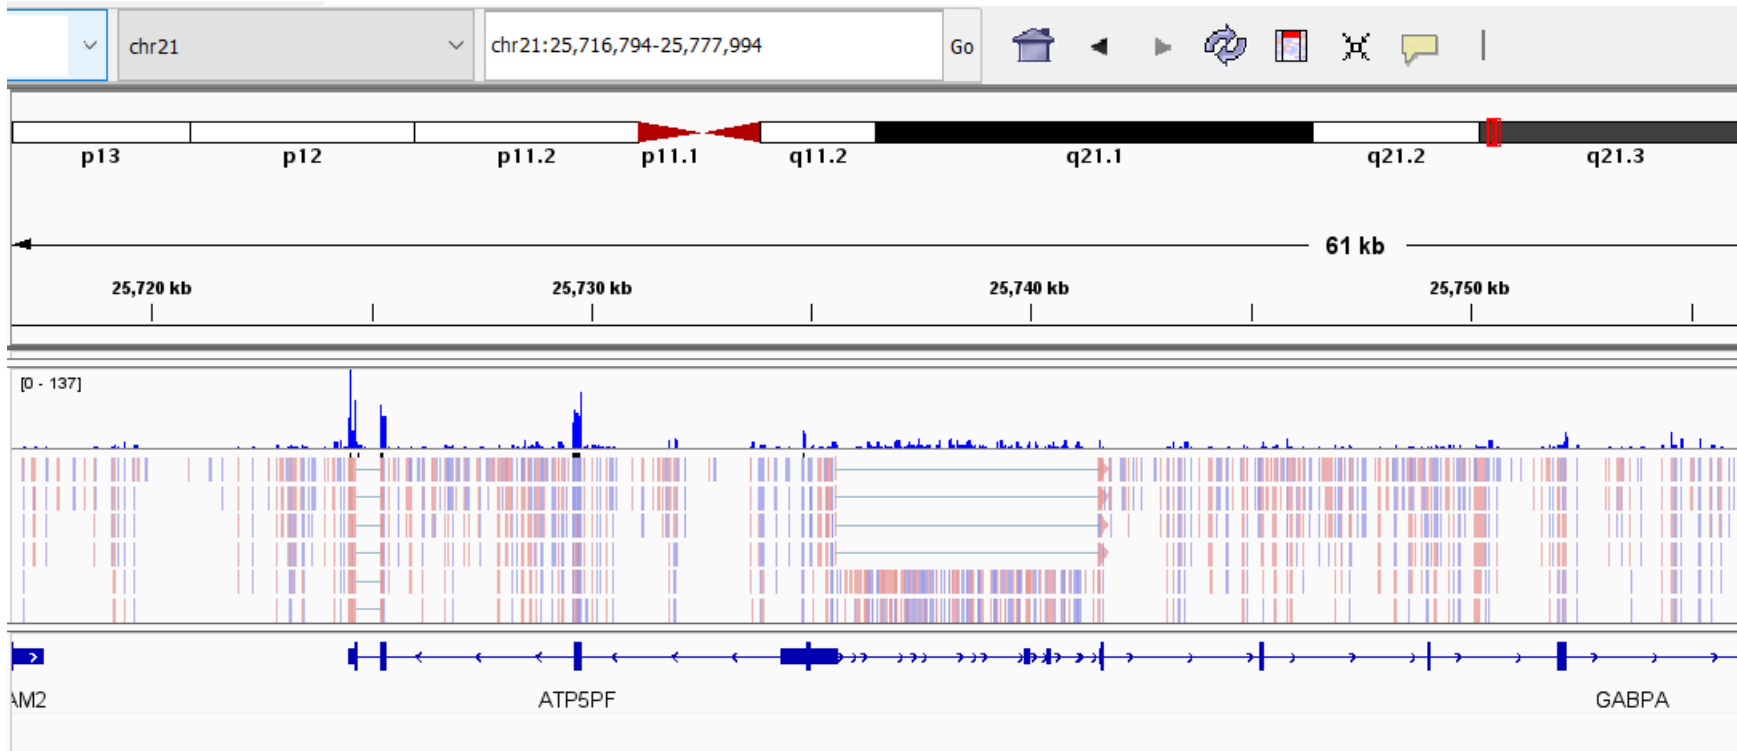 chr21 chr21:25,716,794-25,777,994 Go
p13 p12 p11.2 p11.1 q11.2 q21.1 q21.2 q21.3
61 kb
25,720 kb 25,730 kb 25,740 kb 25,750 kb
[0 - 137]
AM2 ATP5PF GABPA